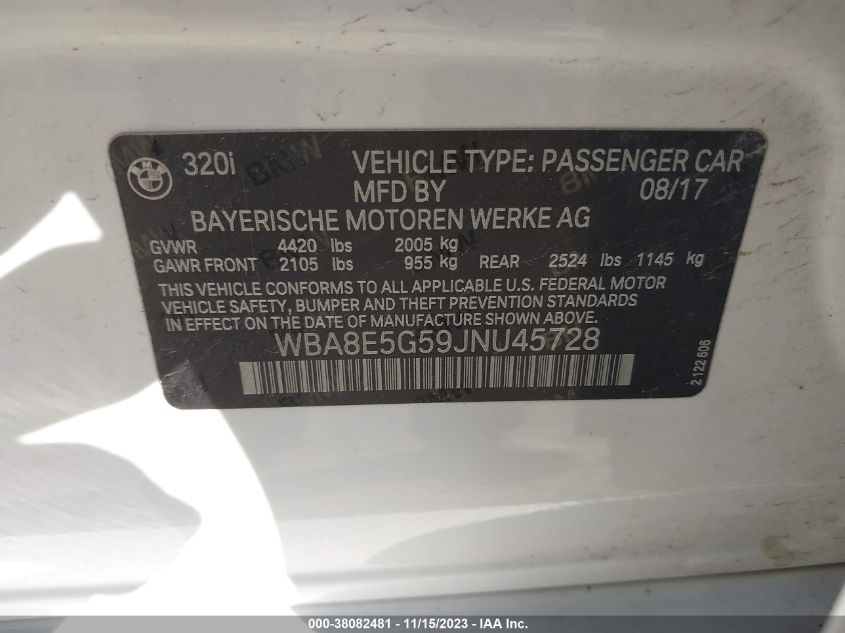 320i VEHICLE TYPE: PASSENGER CAR
MFD BY 08/17
BAYERISCHE MOTOREN WERKE AG
GVWR 4420 lbs 2005 kg
GAWR FRONT 2105 lbs 955 kg REAR 2524 lbs 1145 kg
THIS VEHICLE CONFORMS TO ALL APPLICABLE U.S. FEDERAL MOTOR
VEHICLE SAFETY, BUMPER AND THEFT PREVENTION STANDARDS
IN EFFECT ON THE DATE OF MANUFACTURE SHOWN ABOVE.
WBA8E5G59JNU45728
2122606
000-38082481 - 11/15/2023 - IAA Inc.